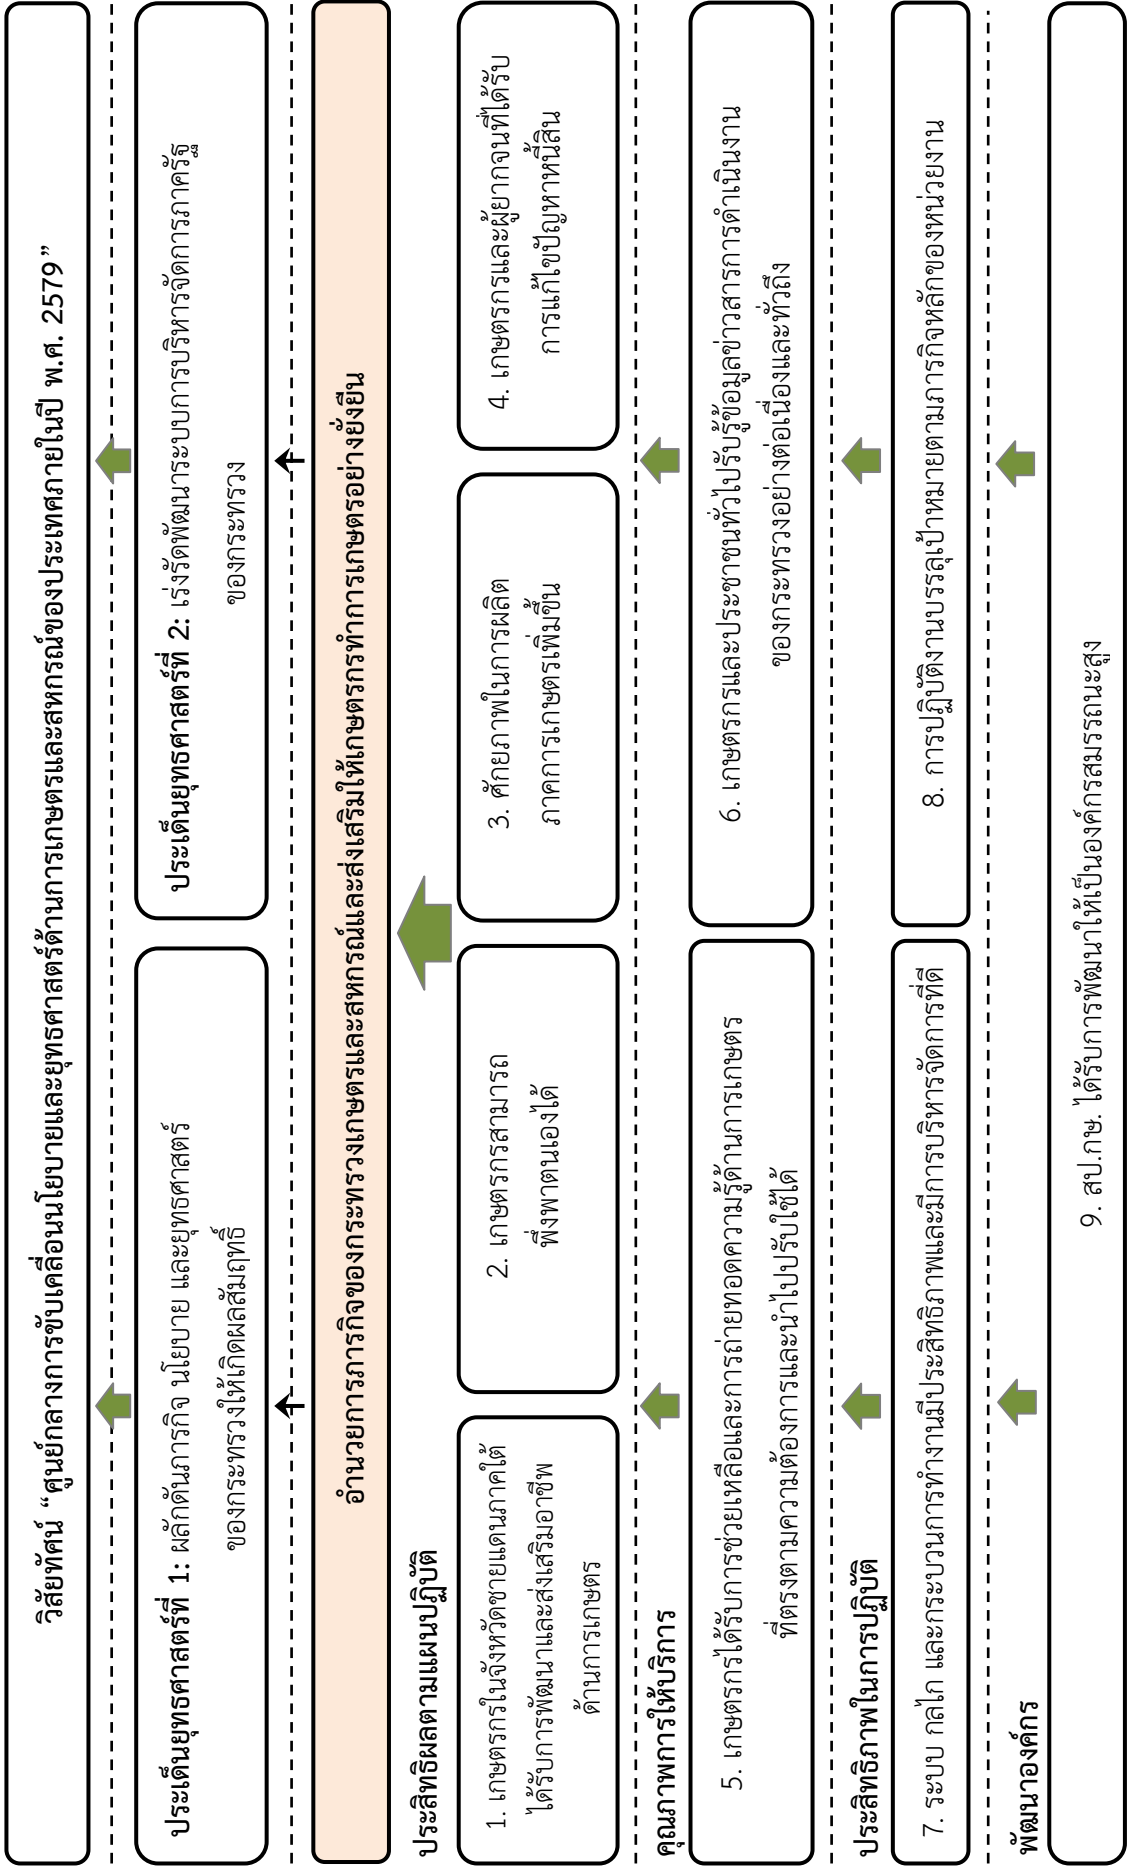 วิสัยทัศน์ “ศูนย์กลางการขับเคลื่อนนโยบายและยุทธศาสตร์ด้านการเกษตรและสหกรณ์ของประเทศภายในปี พ.ศ. 2579”
ประเด็นยุทธศาสตร์ที่ 1: ผลักดันภารกิจ นโยบาย และยุทธศาสตร์
ของกระทรวงให้เกิดผลสัมฤทธิ์
ประเด็นยุทธศาสตร์ที่ 2: เร่งรัดพัฒนาระบบการบริหารจัดการภาครัฐ
ของกระทรวง
อำนวยการภารกิจของกระทรวงเกษตรและสหกรณ์และส่งเสริมให้เกษตรกรทำการเกษตรอย่างยั่งยืน
ประสิทธิผลตามแผนปฏิบัติ
1. เกษตรกรในจังหวัดชายแดนภาคใต้
ได้รับการพัฒนาและส่งเสริมอาชีพ
ด้านการเกษตร
2. เกษตรกรสามารถ
พึ่งพาตนเองได้
3. ศักยภาพในการผลิต
ภาคการเกษตรเพิ่มขึ้น
4. เกษตรกรและผู้ยากจนที่ได้รับ
การแก้ไขปัญหาหนี้สิน
คุณภาพการให้บริการ
5. เกษตรกรได้รับการช่วยเหลือและการถ่ายทอดความรู้ด้านการเกษตร
ที่ตรงตามความต้องการและนำไปปรับใช้ได้
6. เกษตรกรและประชาชนทั่วไปรับรู้ข้อมูลข่าวสารการดำเนินงาน
ของกระทรวงอย่างต่อเนื่องและทั่วถึง
ประสิทธิภาพในการปฏิบัติ
7. ระบบ กลไก และกระบวนการทำงานมีประสิทธิภาพและมีการบริหารจัดการที่ดี
8. การปฏิบัติงานบรรลุเป้าหมายตามภารกิจหลักของหน่วยงาน
พัฒนาองค์กร
9. สป.กษ. ได้รับการพัฒนาให้เป็นองค์กรสมรรถนะสูง